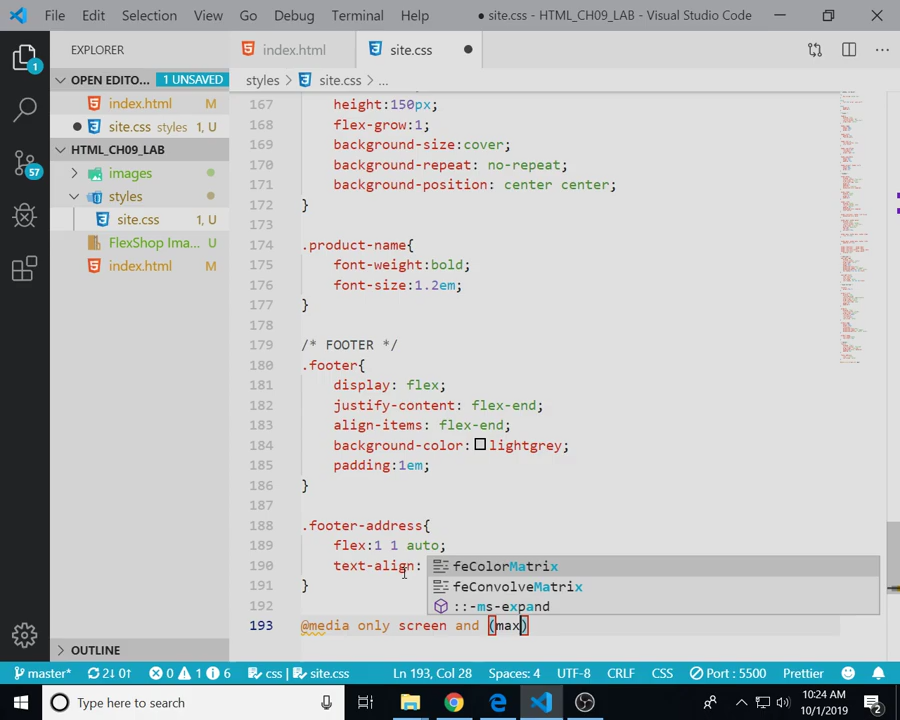 File Edit Selection View Go Debug Terminal Help ● site.css - HTML_CH09_LAB - Visual Studio Code
EXPLORER
index.html
site.css
OPEN EDITO... 1 UNSAVED
styles > site.css > ...
index.html M
site.css styles 1, U
HTML_CH09_LAB
images
styles
site.css 1, U
FlexShop Ima... U
index.html M
1
57
167 height:150px;
168 flex-grow:1;
169 background-size:cover;
170 background-repeat: no-repeat;
171 background-position: center center;
172 }
173
174 .product-name{
175 font-weight:bold;
176 font-size:1.2em;
177 }
178
179 /* FOOTER */
180 .footer{
181 display: flex;
182 justify-content: flex-end;
183 align-items: flex-end;
184 background-color: lightgrey;
185 padding:1em;
186 }
187
188 .footer-address{
189 flex:1 1 auto;
190 text-align:
191 }
192
193 @media only screen and (max)
feColorMatrix
feConvolveMatrix
::-ms-expand
OUTLINE
master* 2↓ 0↑ 0 1 6 css | site.css Ln 193, Col 28 Spaces: 4 UTF-8 CRLF CSS Port : 5500 Prettier
Type here to search
10:24 AM
10/1/2019
2